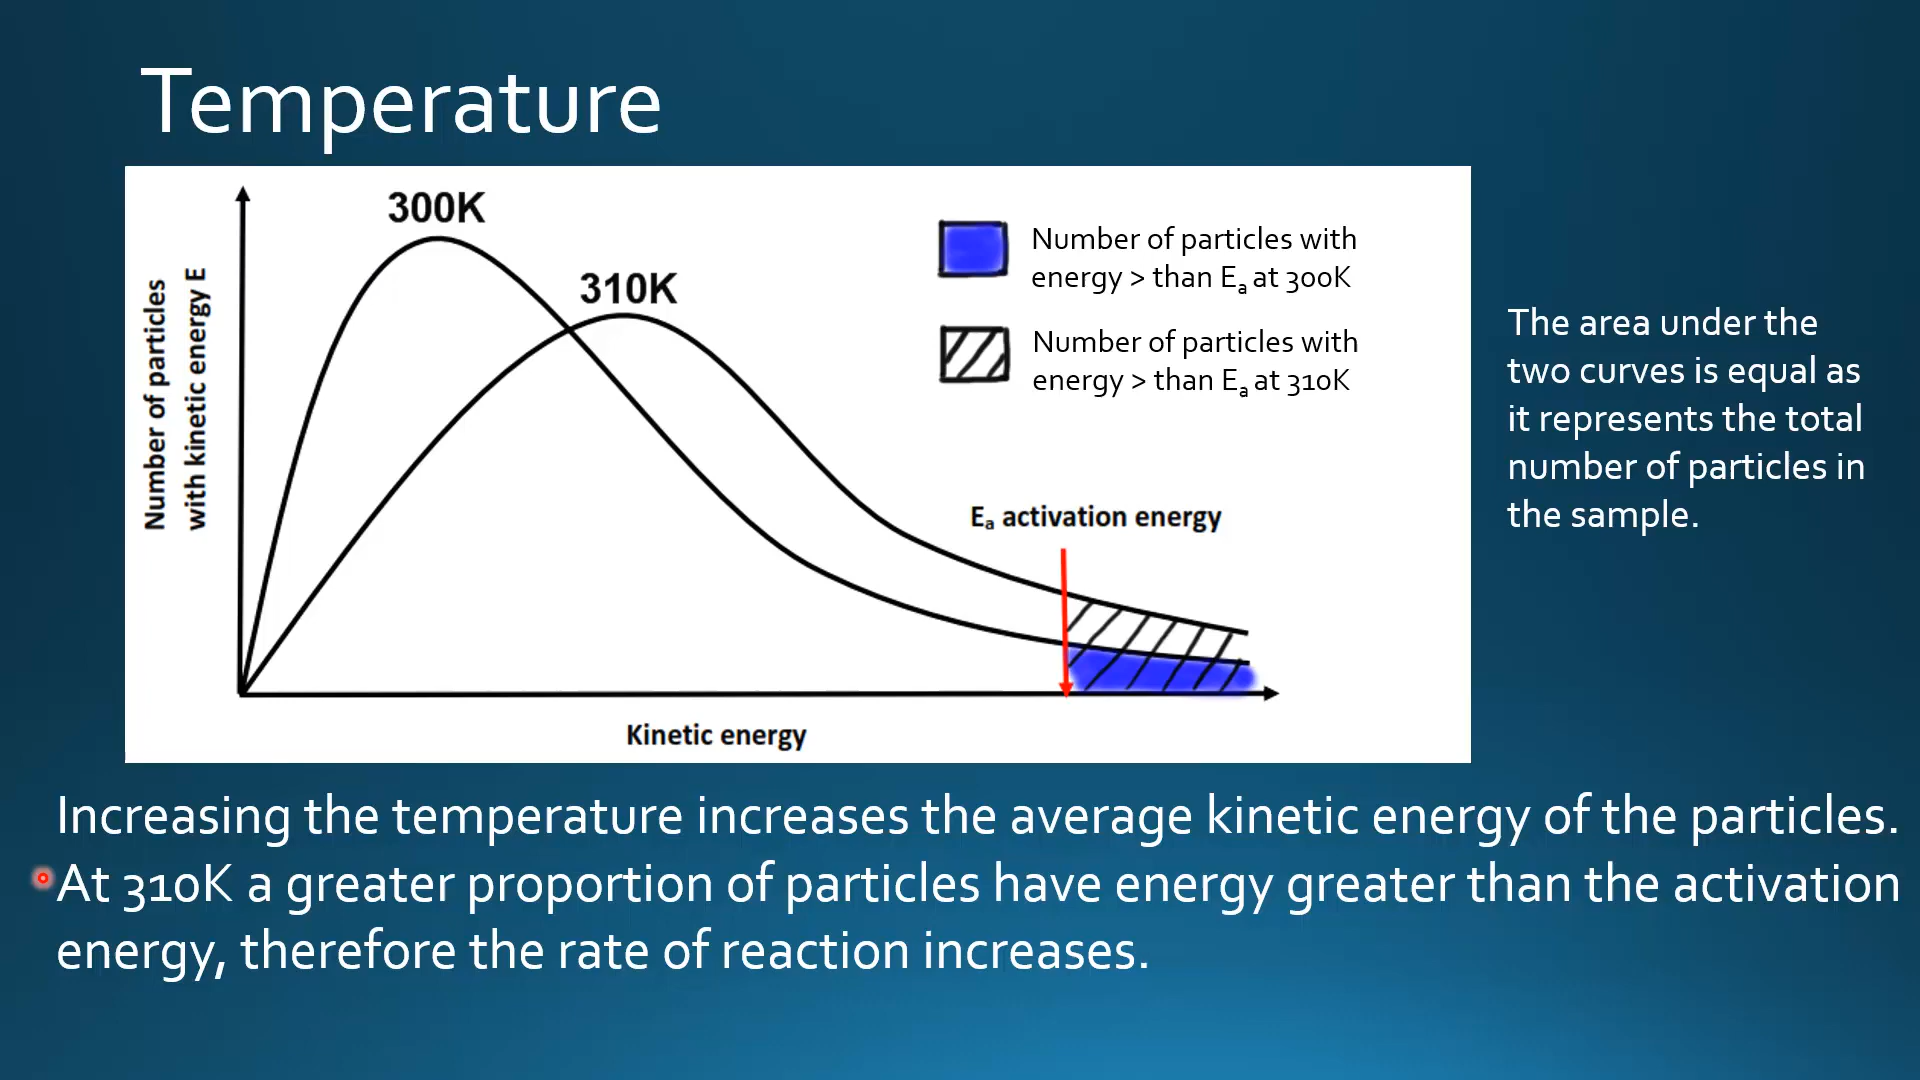 Temperature
300K
310K
Number of particles
with kinetic energy E
Number of particles with
energy > than Eₐ at 300K
Number of particles with
energy > than Eₐ at 310K
Eₐ activation energy
Kinetic energy
The area under the
two curves is equal as
it represents the total
number of particles in
the sample.
Increasing the temperature increases the average kinetic energy of the particles.
At 310K a greater proportion of particles have energy greater than the activation
energy, therefore the rate of reaction increases.